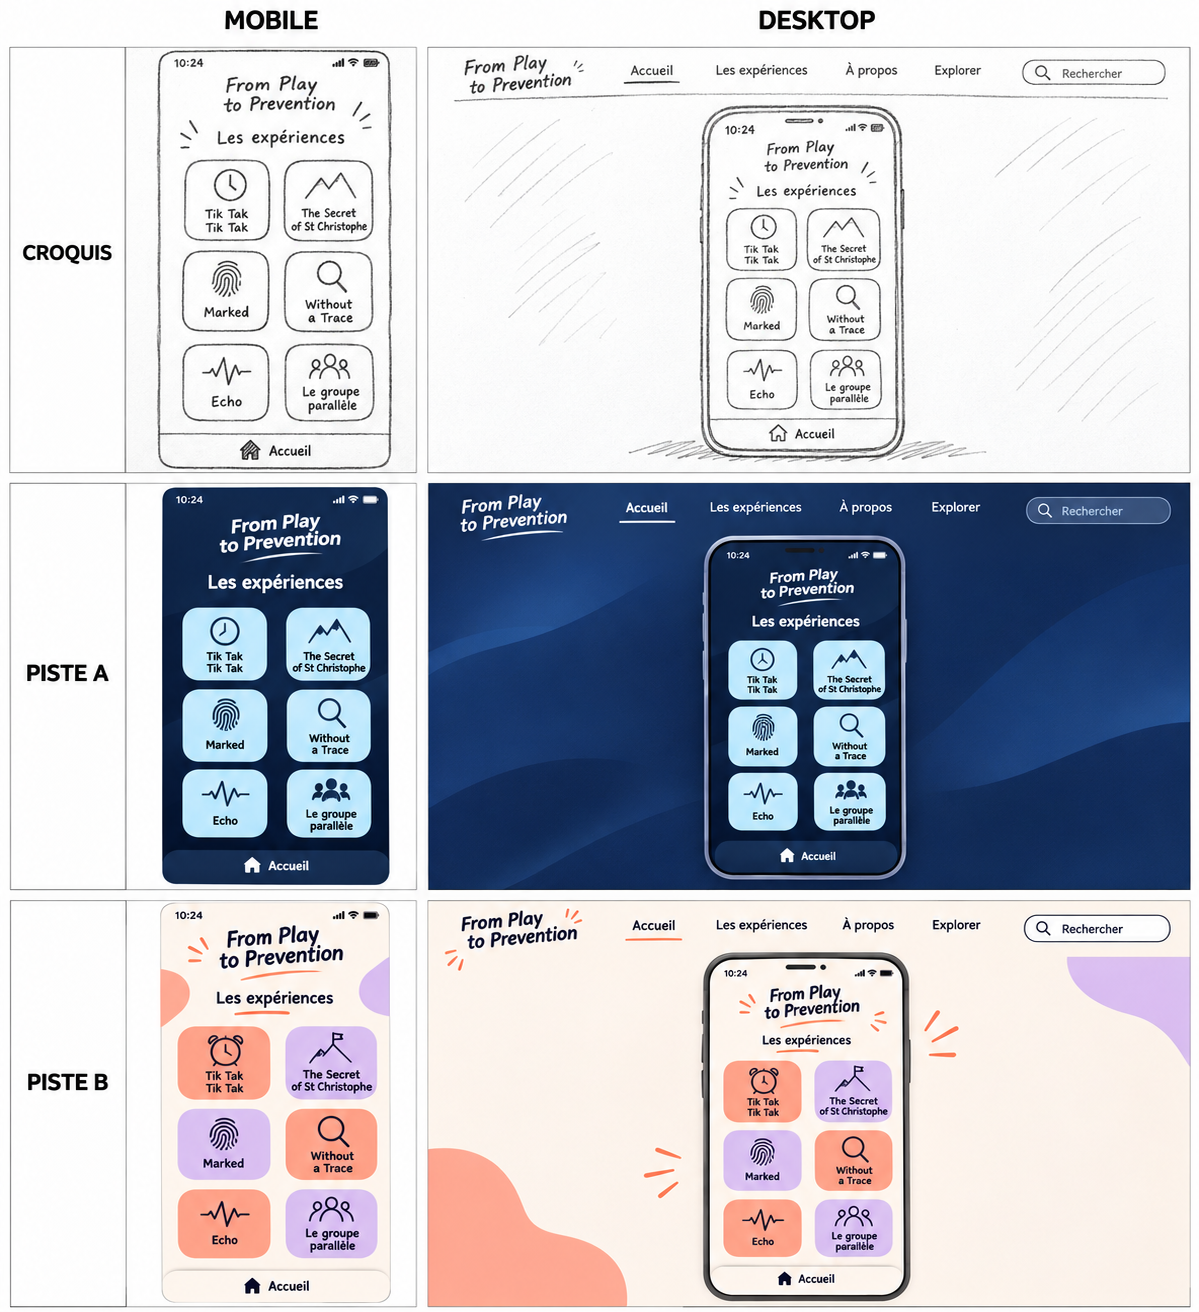 MOBILE
DESKTOP
CROQUIS
10:24
From Play
to Prevention
Les expériences
Tik Tak
Tik Tak
The Secret
of St Christophe
Marked
Without
a Trace
Echo
Le groupe
parallèle
Accueil
From Play
to Prevention
Accueil
Les expériences
À propos
Explorer
Rechercher
10:24
From Play
to Prevention
Les expériences
Tik Tak
Tik Tak
The Secret
of St Christophe
Marked
Without
a Trace
Echo
Le groupe
parallèle
Accueil
PISTE A
10:24
From Play
to Prevention
Les expériences
Tik Tak
Tik Tak
The Secret
of St Christophe
Marked
Without
a Trace
Echo
Le groupe
parallèle
Accueil
From Play
to Prevention
Accueil
Les expériences
À propos
Explorer
Rechercher
10:24
From Play
to Prevention
Les expériences
Tik Tak
Tik Tak
The Secret
of St Christophe
Marked
Without
a Trace
Echo
Le groupe
parallèle
Accueil
PISTE B
10:24
From Play
to Prevention
Les expériences
Tik Tak
Tik Tak
The Secret
of St Christophe
Marked
Without
a Trace
Echo
Le groupe
parallèle
Accueil
From Play
to Prevention
Accueil
Les expériences
À propos
Explorer
Rechercher
10:24
From Play
to Prevention
Les expériences
Tik Tak
Tik Tak
The Secret
of St Christophe
Marked
Without
a Trace
Echo
Le groupe
parallèle
Accueil